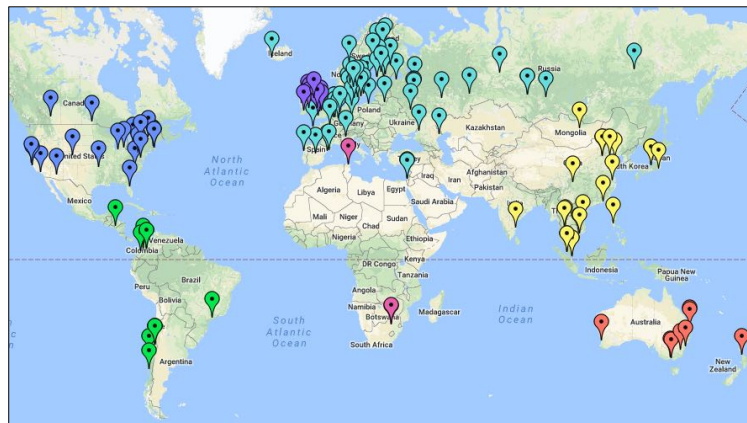 Iceland
Russia
Canada
Poland
Ukraine
Kazakhstan
Mongolia
Spain
United States
North
Atlantic
Ocean
South Korea
Iraq
Iran
Afghanistan
Pakistan
Algeria
Libya
Egypt
Saudi Arabia
Mexico
Mali
Niger
Chad
Sudan
Nigeria
Ethiopia
Venezuela
Colombia
Kenya
DR Congo
Indonesia
Papua New
Guinea
Tanzania
Peru
Brazil
Bolivia
Angola
Namibia
Botswana
Madagascar
Indian
Ocean
Australia
South
Atlantic
Ocean
South Africa
Argentina
New
Zealand